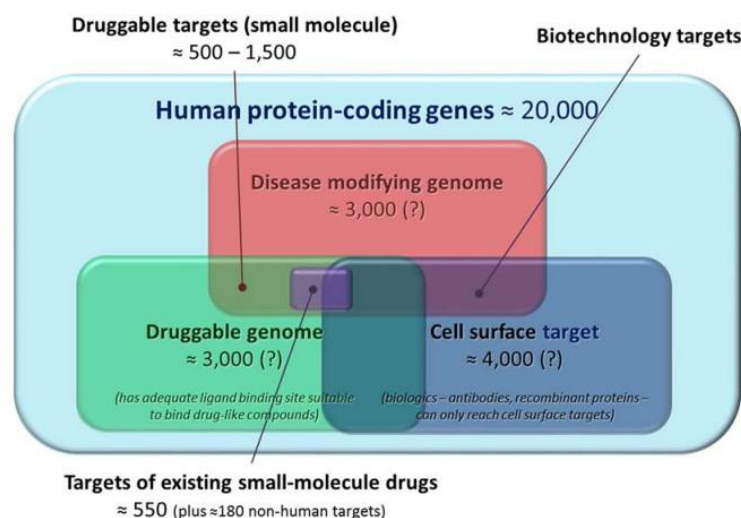 Druggable targets (small molecule)
≈ 500 – 1,500
Biotechnology targets
Human protein-coding genes ≈ 20,000
Disease modifying genome
≈ 3,000 (?)
Druggable genome
≈ 3,000 (?)
(has adequate ligand binding site suitable
to bind drug-like compounds)
Cell surface target
≈ 4,000 (?)
(biologics – antibodies, recombinant proteins –
can only reach cell surface targets)
Targets of existing small-molecule drugs
≈ 550 (plus ≈180 non-human targets)